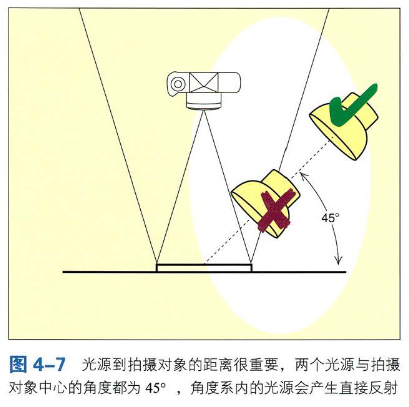 45°
图 4-7 光源到拍摄对象的距离很重要，两个光源与拍摄
对象中心的角度都为 45° ，角度系内的光源会产生直接反射